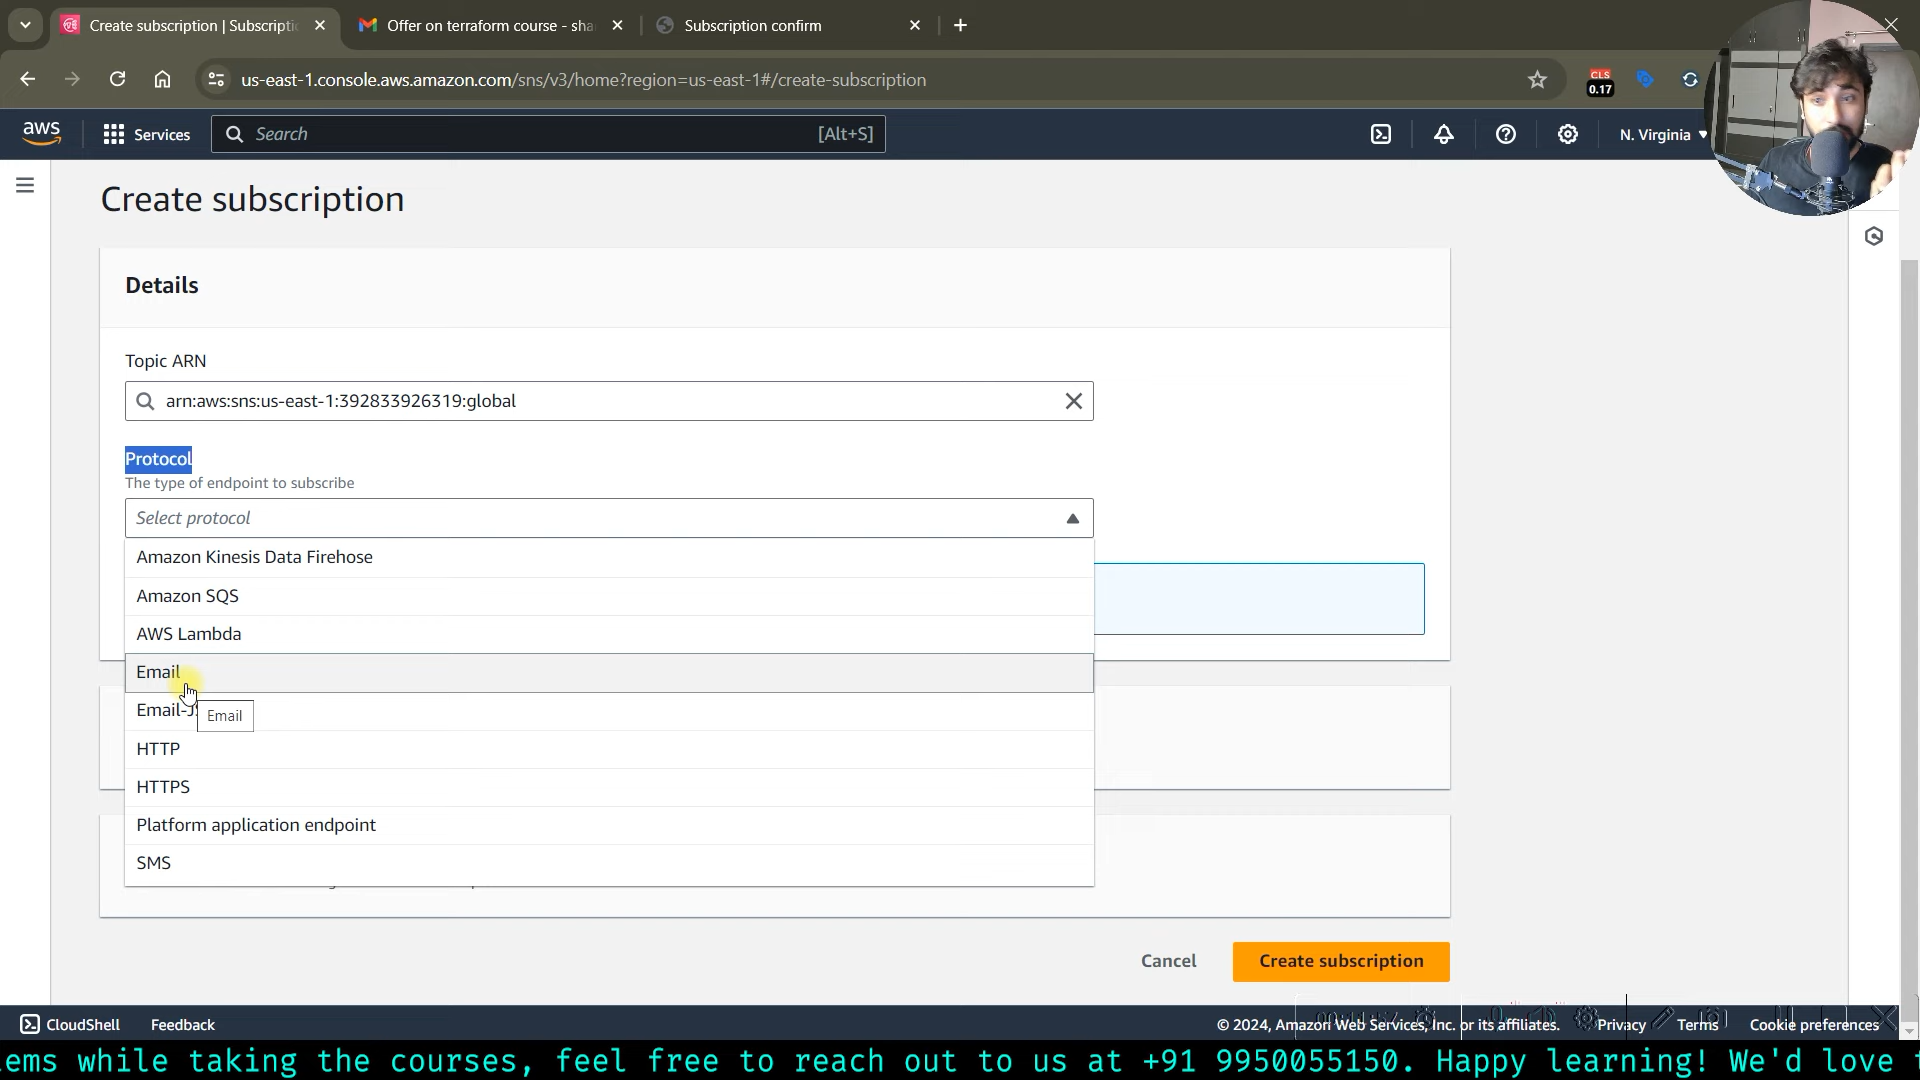 Create subscription | Subscripti
Offer on terraform course - sha
Subscription confirm
us-east-1.console.aws.amazon.com/sns/v3/home?region=us-east-1#/create-subscription
CLS
0.17
aws
Services
Search
[Alt+S]
N. Virginia
Create subscription
Details
Topic ARN
arn:aws:sns:us-east-1:392833926319:global
Protocol
The type of endpoint to subscribe
Select protocol
Amazon Kinesis Data Firehose
Amazon SQS
AWS Lambda
Email
Email-J
Email
HTTP
HTTPS
Platform application endpoint
SMS
Cancel
Create subscription
CloudShell
Feedback
© 2024, Amazon Web Services, Inc. or its affiliates.
Privacy
Terms
Cookie preferences
ems while taking the courses, feel free to reach out to us at +91 9950055150. Happy learning! We'd love